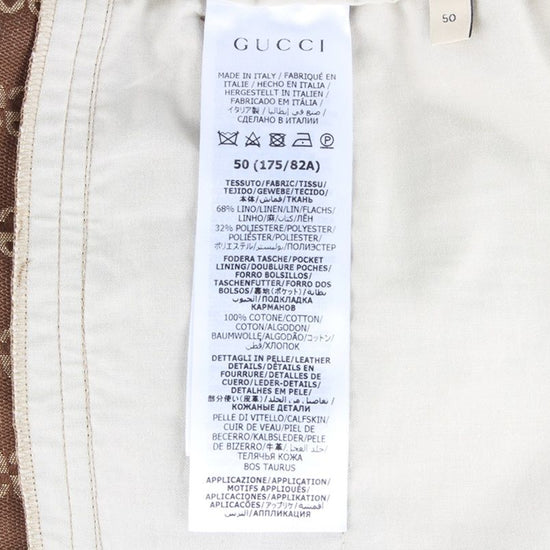 50
GUCCI
MADE IN ITALY / FABRIQUÉ EN
ITALIE / HECHO EN ITALIA /
HERGESTELLT IN ITALIEN /
FABRICADO EM ITÁLIA /
イタリア製 / صنع في إيطاليا /
СДЕЛАНО В ИТАЛИИ
50 (175/82A)
TESSUTO/FABRIC/TISSU/
TEJIDO/GEWEBE/TECIDO/
本体/قماش/ТКАНЬ
68% LINO/LINEN/LIN/FLACHS/
LINHO/麻/كتان/ЛЁН
32% POLIESTERE/POLYESTER/
POLIÉSTER/POLIESTER/
ポリエステル/بوليستر/ПОЛИЭСТЕР
FODERA TASCHE/POCKET
LINING/DOUBLURE POCHES/
FORRO BOLSILLOS/
TASCHENFUTTER/FORRO DOS
BOLSOS/裏地(ポケット)/بطانة
الجيوب/ПОДКЛАДКА
КАРМАНОВ
100% COTONE/COTTON/
COTON/ALGODON/
BAUMWOLLE/ALGODÃO/コットン
/قطن/ХЛОПОК
DETTAGLI IN PELLE/LEATHER
DETAILS/DÉTAILS EN
FOURRURE/DETALLES DE
CUERO/LEDER-DETAILS/
DETALHES EM PELE/
部分使い(皮革)/تفاصيل من الجلد/
КОЖАНЫЕ ДЕТАЛИ
PELLE DI VITELLO/CALFSKIN/
CUIR DE VEAU/PIEL DE
BECERRO/KALBSLEDER/PELE
DE BIZERRO/牛革/جلد العجل/
ТЕЛЯЧЬЯ КОЖА
BOS TAURUS
APPLICAZIONE/APPLICATION/
MOTIFS APPLIQUÉS/
APLICACIONES/APPLIKATION/
APLICAÇÕES/アップリケ/
/АППЛИКАЦИЯ